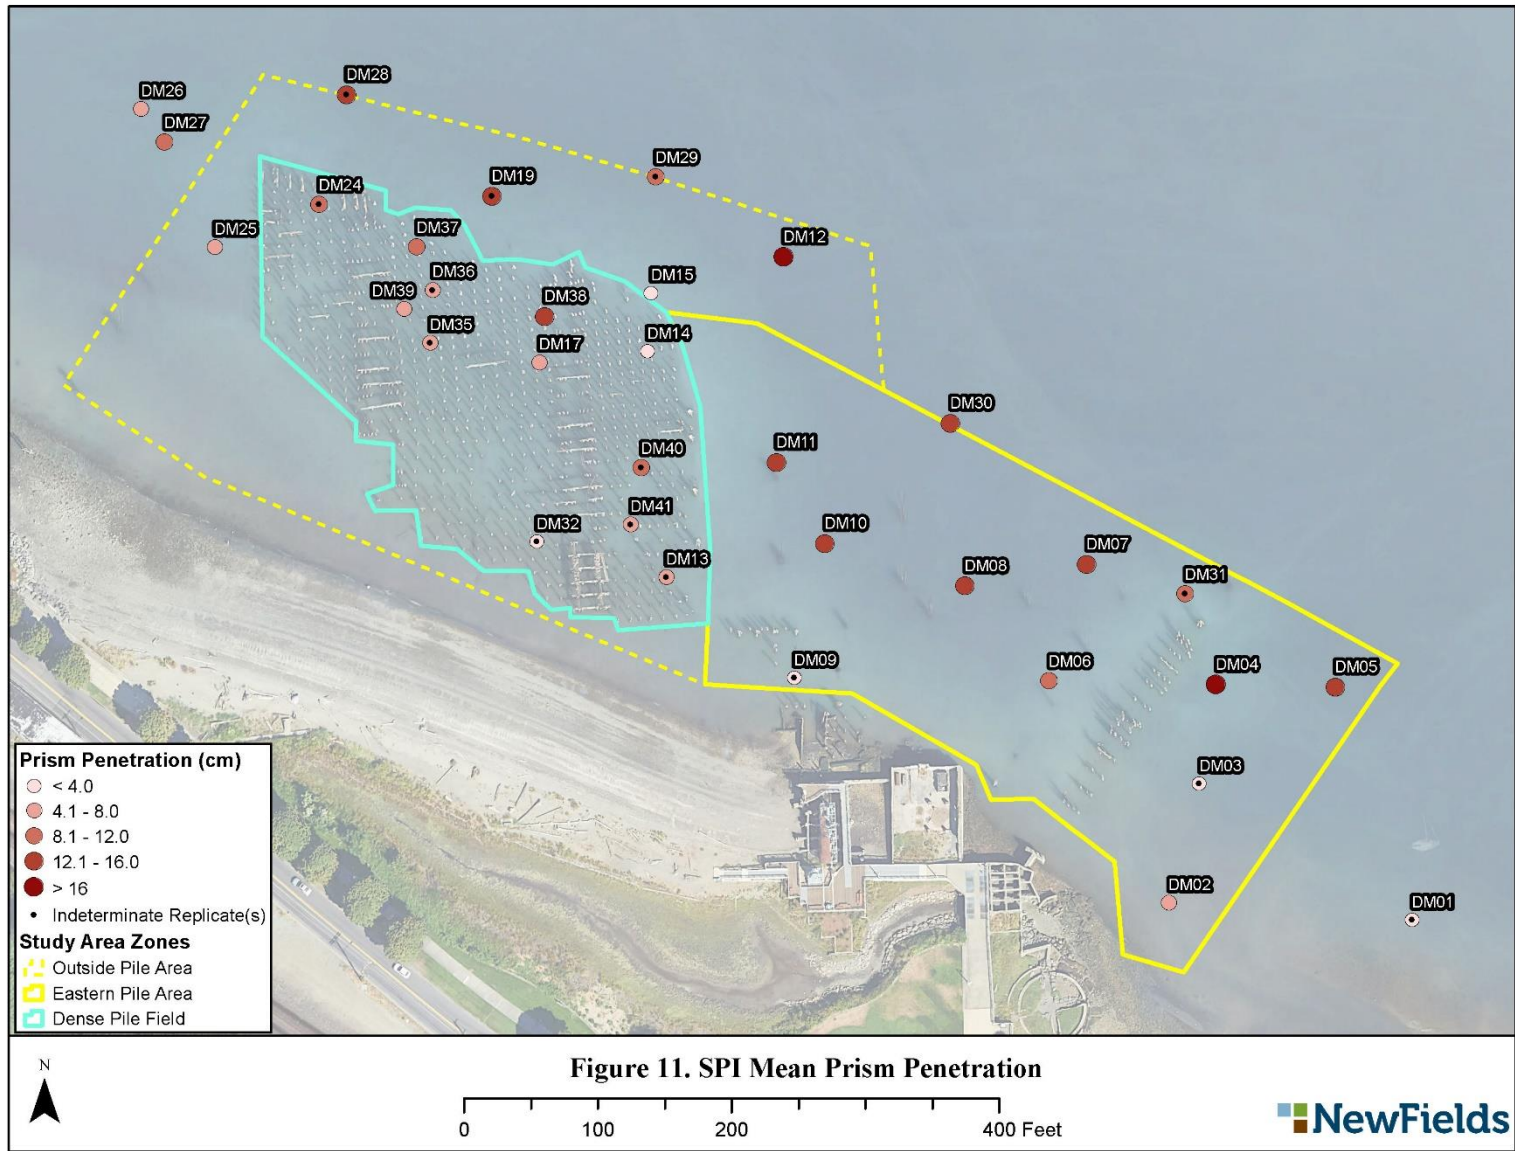 DM28
DM26
DM27
DM29
DM24
DM19
DM25
DM37
DM12
DM36
DM15
DM39
DM38
DM35
DM17
DM14
DM30
DM11
DM40
DM41
DM32
DM10
DM13
DM08
DM07
DM31
DM09
DM06
DM04
DM05
DM03
DM02
DM01
Prism Penetration (cm)
< 4.0
4.1 - 8.0
8.1 - 12.0
12.1 - 16.0
> 16
Indeterminate Replicate(s)
Study Area Zones
Outside Pile Area
Eastern Pile Area
Dense Pile Field
N
Figure 11. SPI Mean Prism Penetration
0 100 200 400 Feet
NewFields